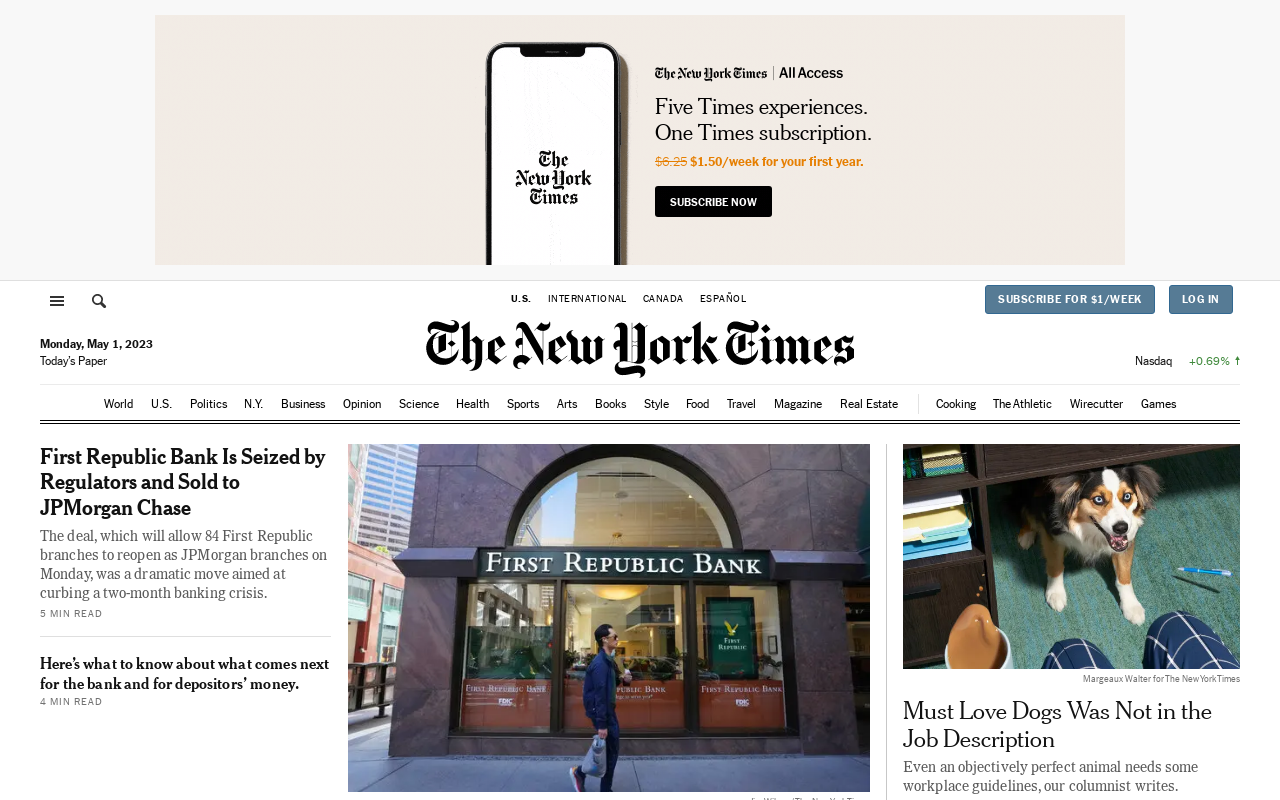 The New York Times | All Access
Five Times experiences.
One Times subscription.
$6.25 $1.50/week for your first year.
SUBSCRIBE NOW
The
New York
Times
U.S. INTERNATIONAL CANADA ESPAÑOL
SUBSCRIBE FOR $1/WEEK
LOG IN
The New York Times
Monday, May 1, 2023
Today's Paper
Nasdaq +0.69% ↑
World U.S. Politics N.Y. Business Opinion Science Health Sports Arts Books Style Food Travel Magazine Real Estate Cooking The Athletic Wirecutter Games
First Republic Bank Is Seized by
Regulators and Sold to
JPMorgan Chase
The deal, which will allow 84 First Republic
branches to reopen as JPMorgan branches on
Monday, was a dramatic move aimed at
curbing a two-month banking crisis.
5 MIN READ
Here's what to know about what comes next
for the bank and for depositors' money.
4 MIN READ
FIRST REPUBLIC BANK
FIRST
REPUBLIC
FIRST REPUBLIC BANK
FDIC
PUBLIC BANK
FIRST REPUBLIC BANK
FDIC
Margeaux Walter for The New York Times
Must Love Dogs Was Not in the
Job Description
Even an objectively perfect animal needs some
workplace guidelines, our columnist writes.